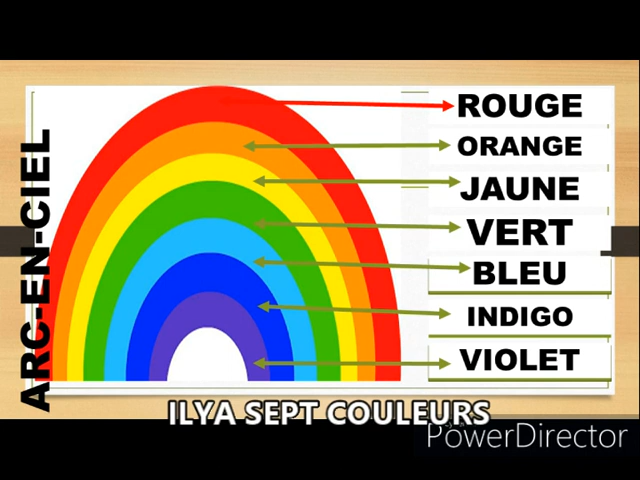 ARC-EN-CIEL
ROUGE
ORANGE
JAUNE
VERT
BLEU
INDIGO
VIOLET
ILYA SEPT COULEURS
PowerDirector